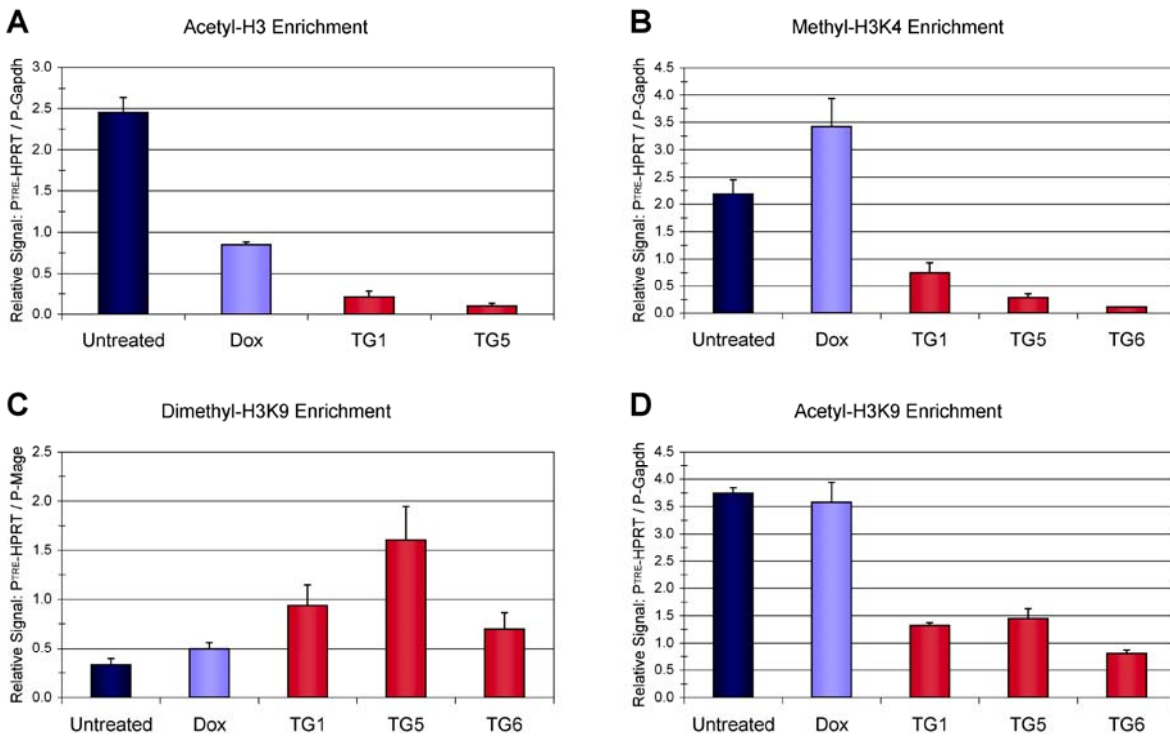 A
Acetyl-H3 Enrichment
Relative Signal: PTRE-HPRT / P-Gapdh
3.0
2.5
2.0
1.5
1.0
0.5
0.0
Untreated Dox TG1 TG5
B
Methyl-H3K4 Enrichment
Relative Signal: PTRE-HPRT / P-Gapdh
4.5
4.0
3.5
3.0
2.5
2.0
1.5
1.0
0.5
0.0
Untreated Dox TG1 TG5 TG6
C
Dimethyl-H3K9 Enrichment
Relative Signal: PTRE-HPRT / P-Mage
2.5
2.0
1.5
1.0
0.5
0.0
Untreated Dox TG1 TG5 TG6
D
Acetyl-H3K9 Enrichment
Relative Signal: PTRE-HPRT / P-Gapdh
4.5
4.0
3.5
3.0
2.5
2.0
1.5
1.0
0.5
0.0
Untreated Dox TG1 TG5 TG6